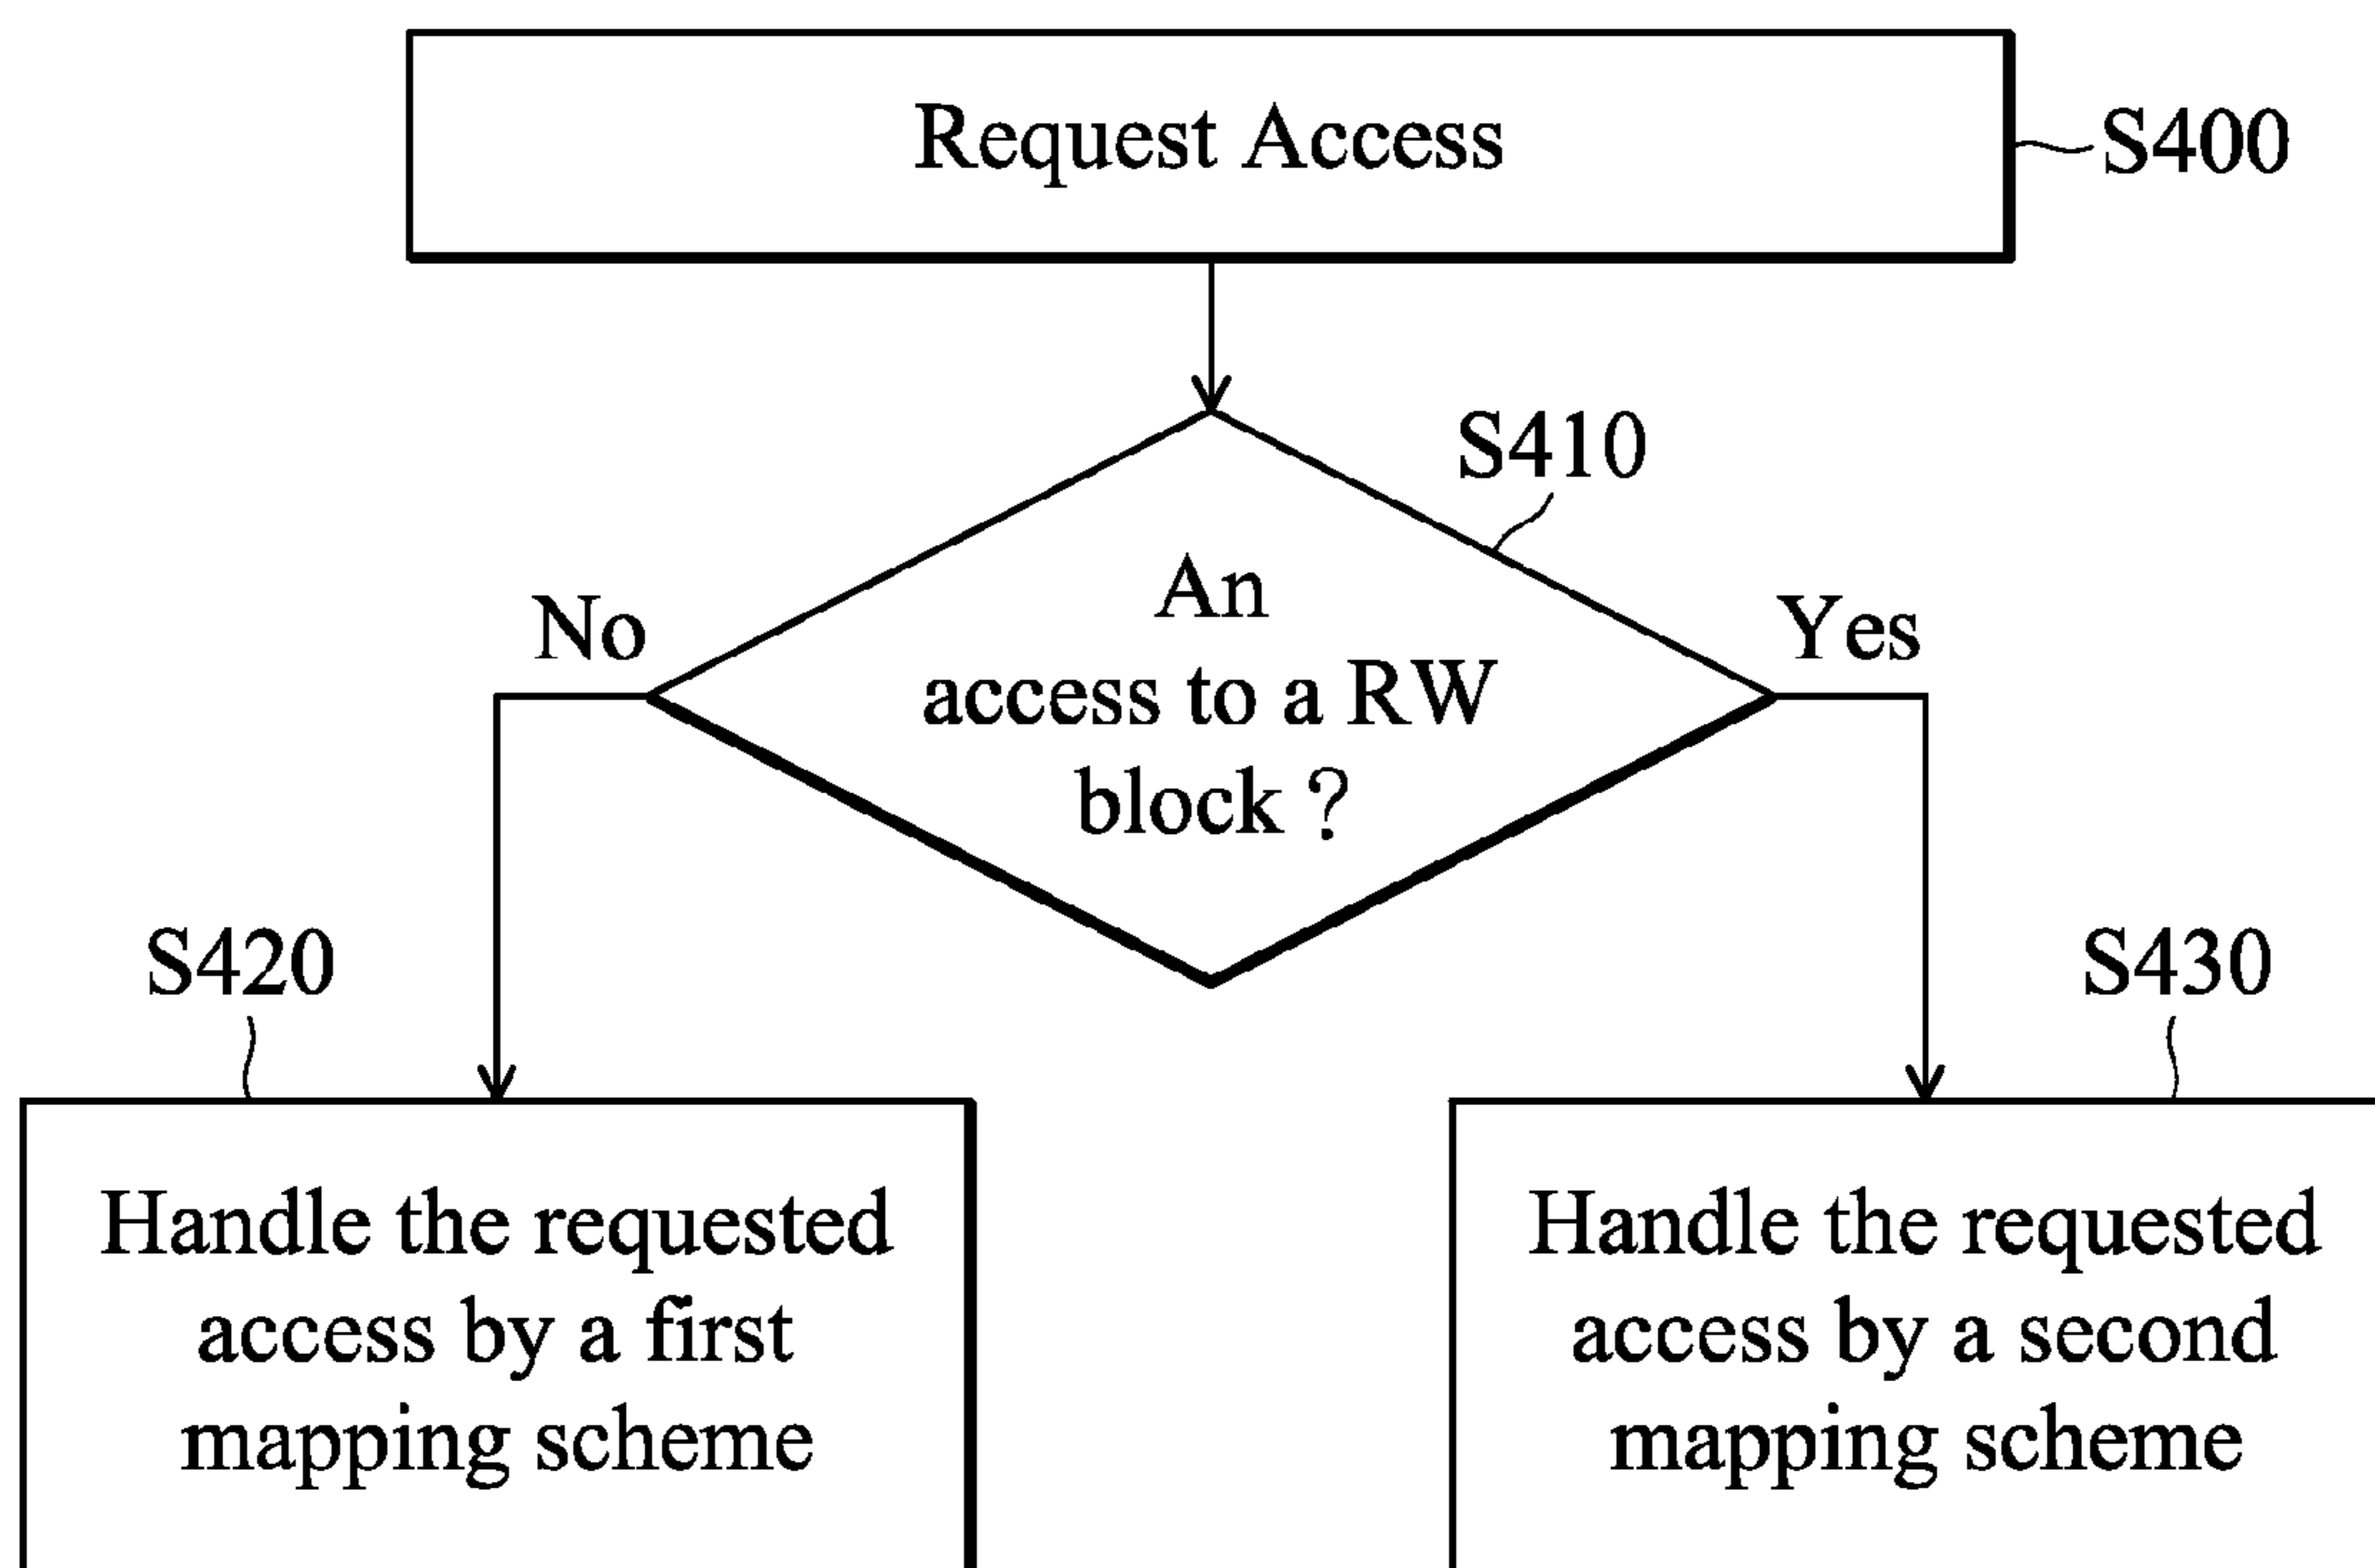 Request Access
S400
S410
An
access to a RW
block ?
No
Yes
S420
S430
Handle the requested
access by a first
mapping scheme
Handle the requested
access by a second
mapping scheme